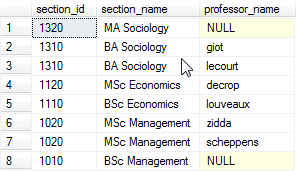 section_id section_name professor_name
1 1320 MA Sociology NULL
2 1310 BA Sociology giot
3 1310 BA Sociology lecourt
4 1120 MSc Economics decrop
5 1110 BSc Economics louveaux
6 1020 MSc Management zidda
7 1020 MSc Management scheppens
8 1010 BSc Management NULL